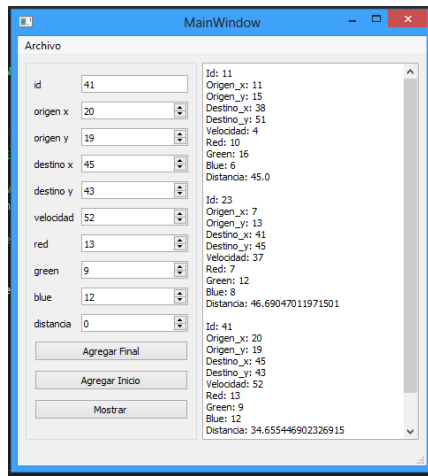 MainWindow
Archivo
id 41
origen x 20
origen y 19
destino x 45
destino y 43
velocidad 52
red 13
green 9
blue 12
distancia 0
Agregar Final
Agregar Inicio
Mostrar
Id: 11
Origen_x: 11
Origen_y: 15
Destino_x: 38
Destino_y: 51
Velocidad: 4
Red: 10
Green: 16
Blue: 6
Distancia: 45.0
Id: 23
Origen_x: 7
Origen_y: 13
Destino_x: 41
Destino_y: 45
Velocidad: 37
Red: 7
Green: 12
Blue: 8
Distancia: 46.69047011971501
Id: 41
Origen_x: 20
Origen_y: 19
Destino_x: 45
Destino_y: 43
Velocidad: 52
Red: 13
Green: 9
Blue: 12
Distancia: 34.655446902326915